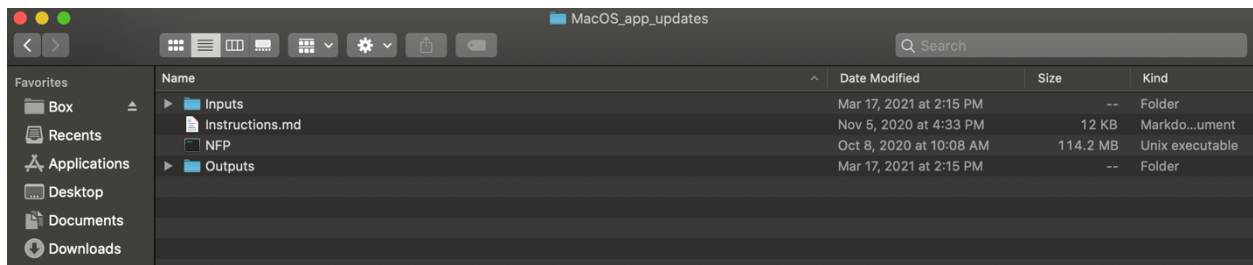 MacOS_app_updates
Search
Favorites
Box
Recents
Applications
Desktop
Documents
Downloads
Name Date Modified Size Kind
Inputs Mar 17, 2021 at 2:15 PM -- Folder
Instructions.md Nov 5, 2020 at 4:33 PM 12 KB Markdo...ument
NFP Oct 8, 2020 at 10:08 AM 114.2 MB Unix executable
Outputs Mar 17, 2021 at 2:15 PM -- Folder